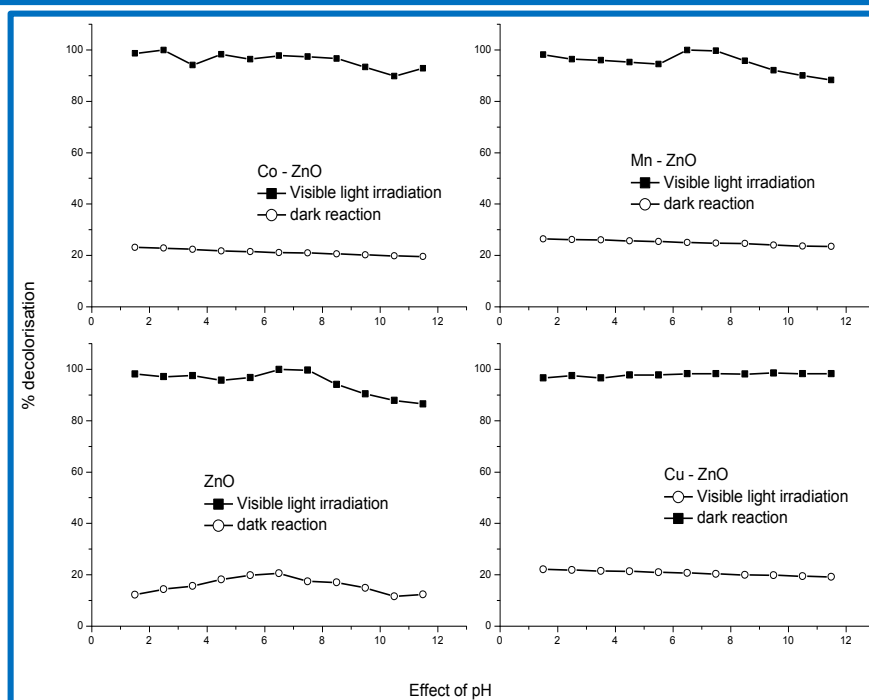 % decolorisation
100
80
60
40
20
0
0 2 4 6 8 10 12
Co - ZnO
Visible light irradiation
dark reaction
100
80
60
40
20
0
0 2 4 6 8 10 12
Mn - ZnO
Visible light irradiation
dark reaction
100
80
60
40
20
0
0 2 4 6 8 10 12
ZnO
Visible light irradiation
datk reaction
100
80
60
40
20
0
0 2 4 6 8 10 12
Cu - ZnO
Visible light irradiation
dark reaction
Effect of pH